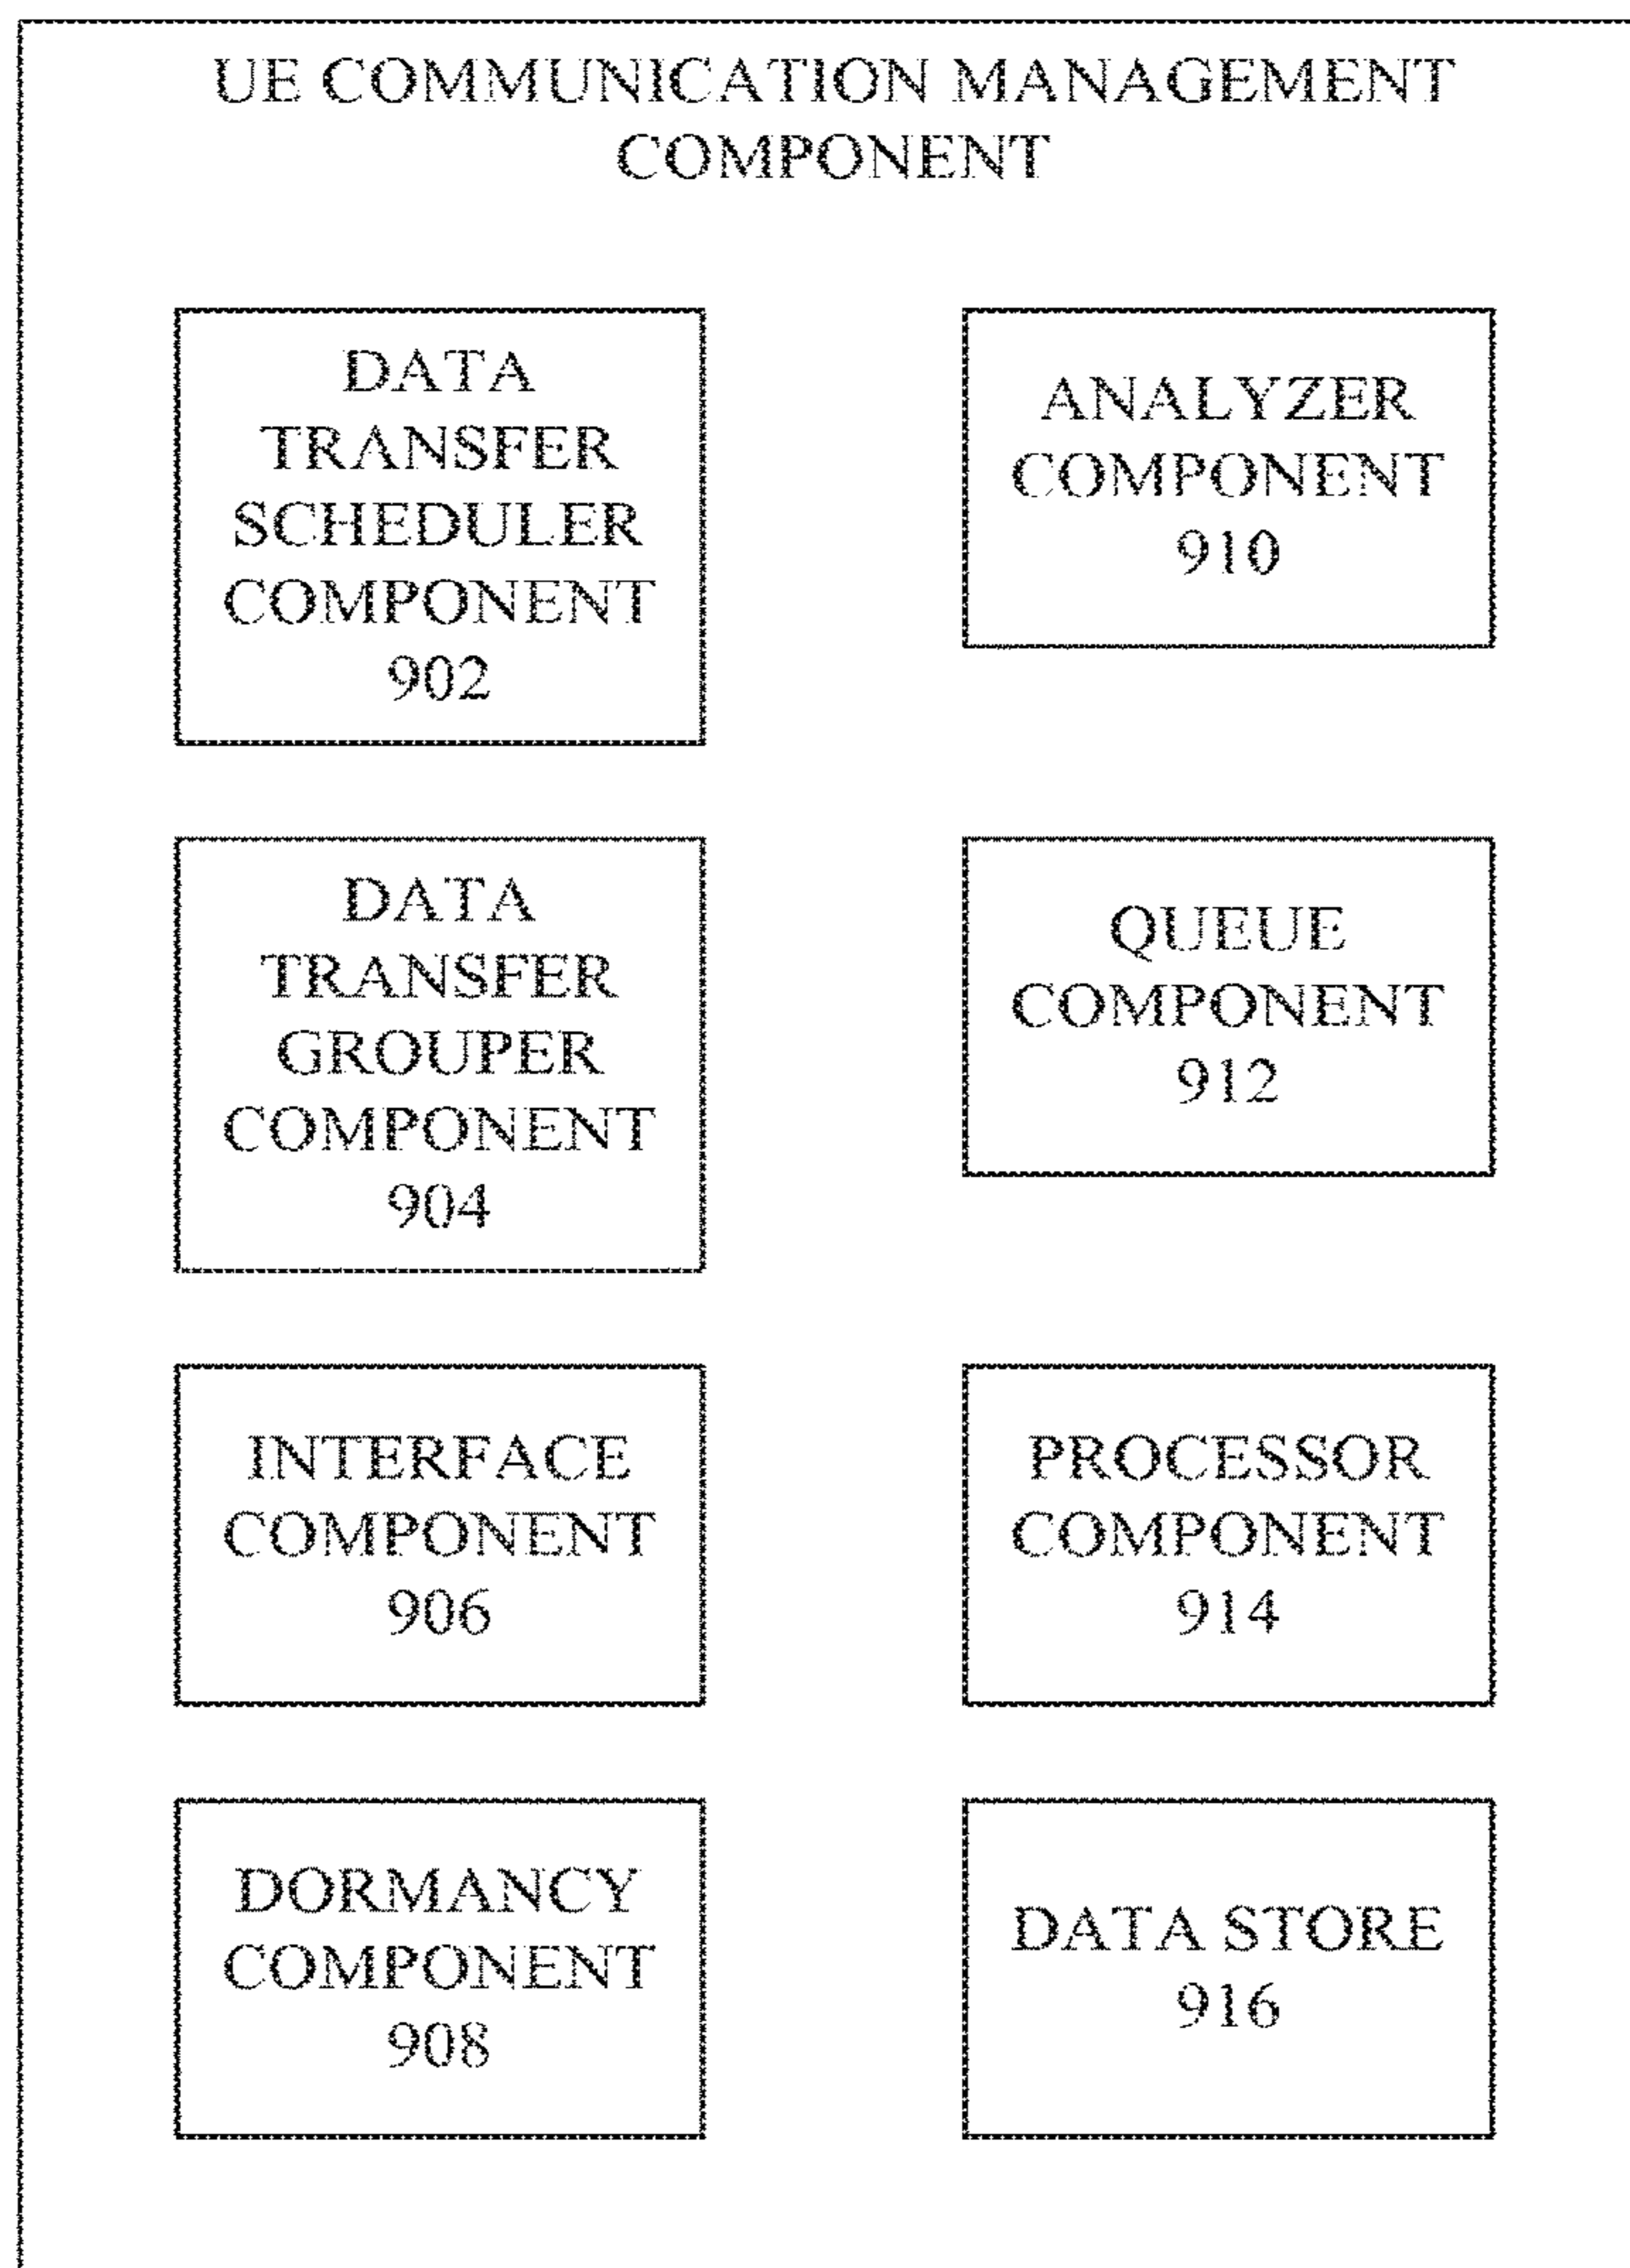 UE COMMUNICATION MANAGEMENT
COMPONENT
DATA
TRANSFER
SCHEDULER
COMPONENT
902
ANALYZER
COMPONENT
910
DATA
TRANSFER
GROUPER
COMPONENT
904
QUEUE
COMPONENT
912
INTERFACE
COMPONENT
906
PROCESSOR
COMPONENT
914
DORMANCY
COMPONENT
908
DATA STORE
916